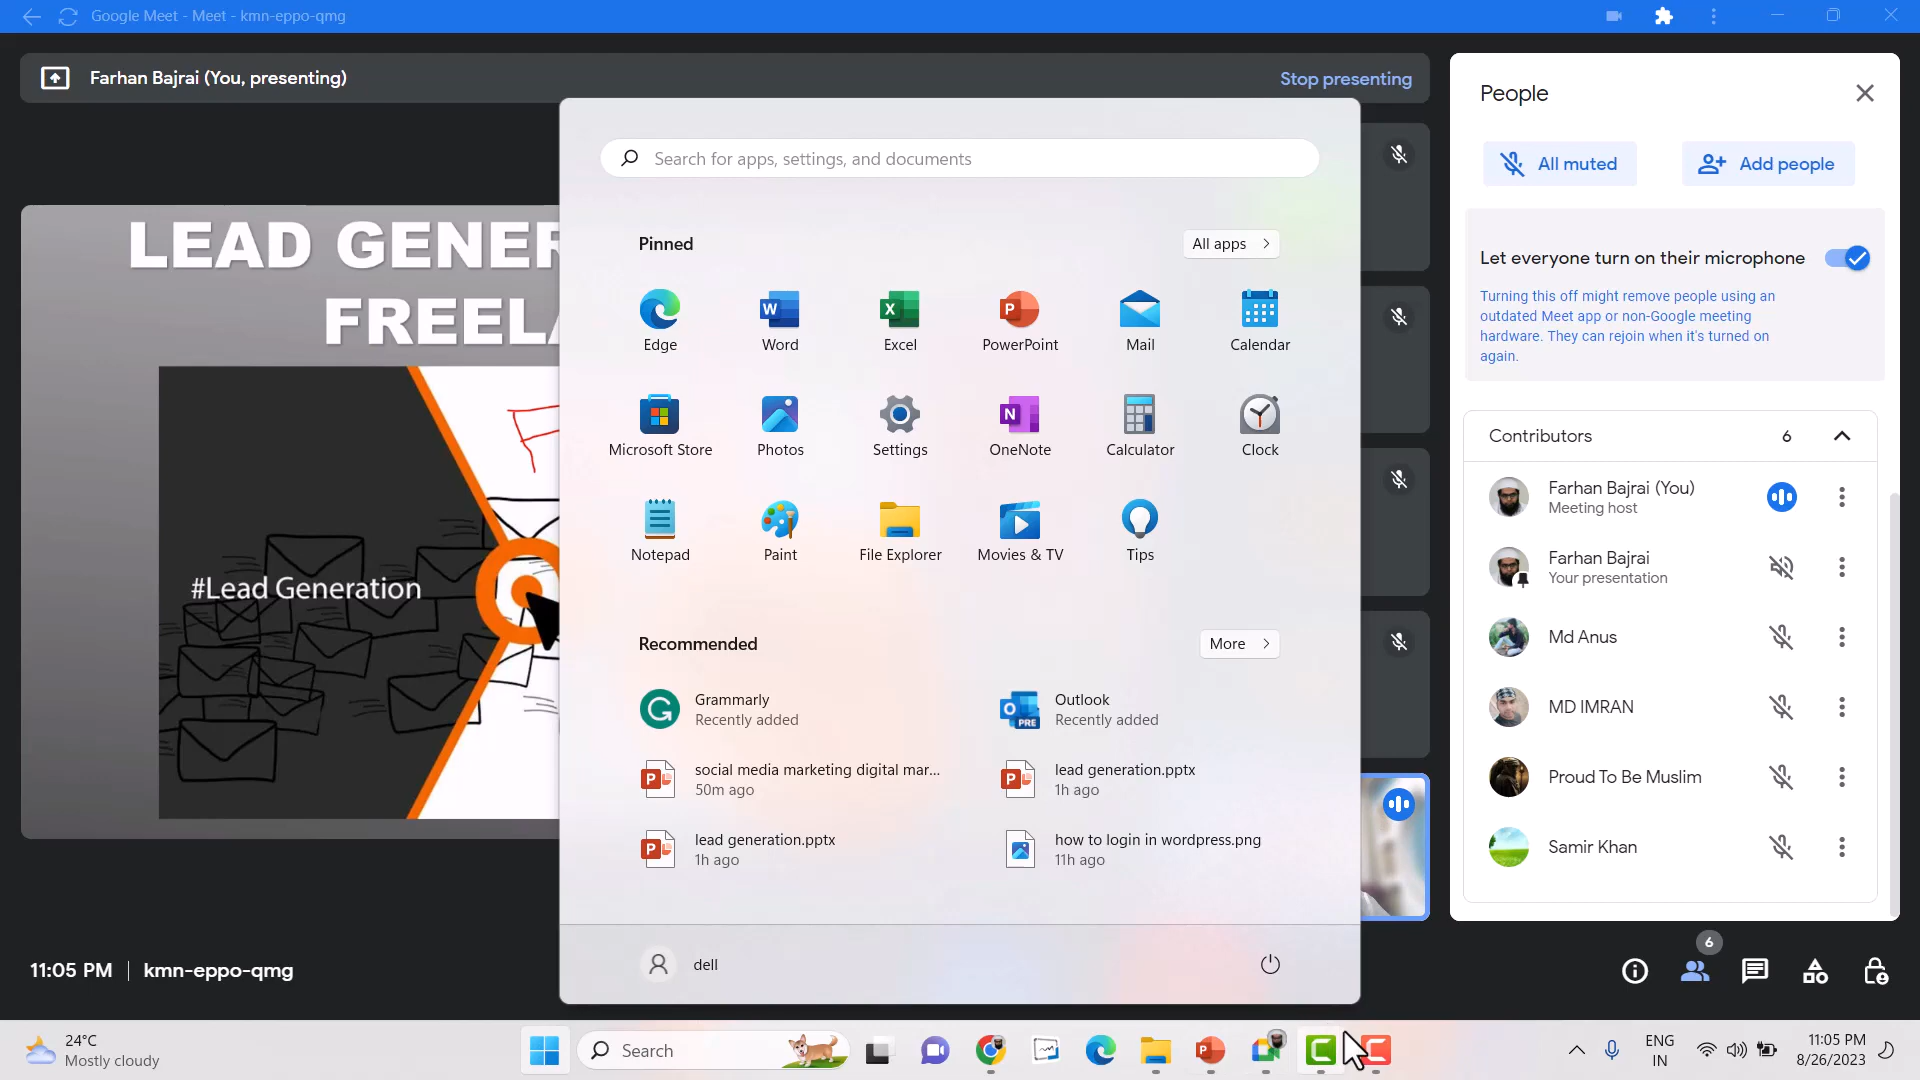 Google Meet - Meet - kmn-eppo-qmg
Farhan Bajrai (You, presenting)
Stop presenting
LEAD GENER
FREEL
#Lead Generation
Search for apps, settings, and documents
Pinned
All apps
Edge
Word
Excel
PowerPoint
Mail
Calendar
Microsoft Store
Photos
Settings
OneNote
Calculator
Clock
Notepad
Paint
File Explorer
Movies & TV
Tips
Recommended
More
Grammarly
Recently added
Outlook
Recently added
social media marketing digital mar...
50m ago
lead generation.pptx
1h ago
lead generation.pptx
1h ago
how to login in wordpress.png
11h ago
dell
People
All muted
Add people
Let everyone turn on their microphone
Turning this off might remove people using an
outdated Meet app or non-Google meeting
hardware. They can rejoin when it's turned on
again.
Contributors 6
Farhan Bajrai (You)
Meeting host
Farhan Bajrai
Your presentation
Md Anus
MD IMRAN
Proud To Be Muslim
Samir Khan
11:05 PM | kmn-eppo-qmg
6
24°C
Mostly cloudy
Search
ENG
IN
11:05 PM
8/26/2023